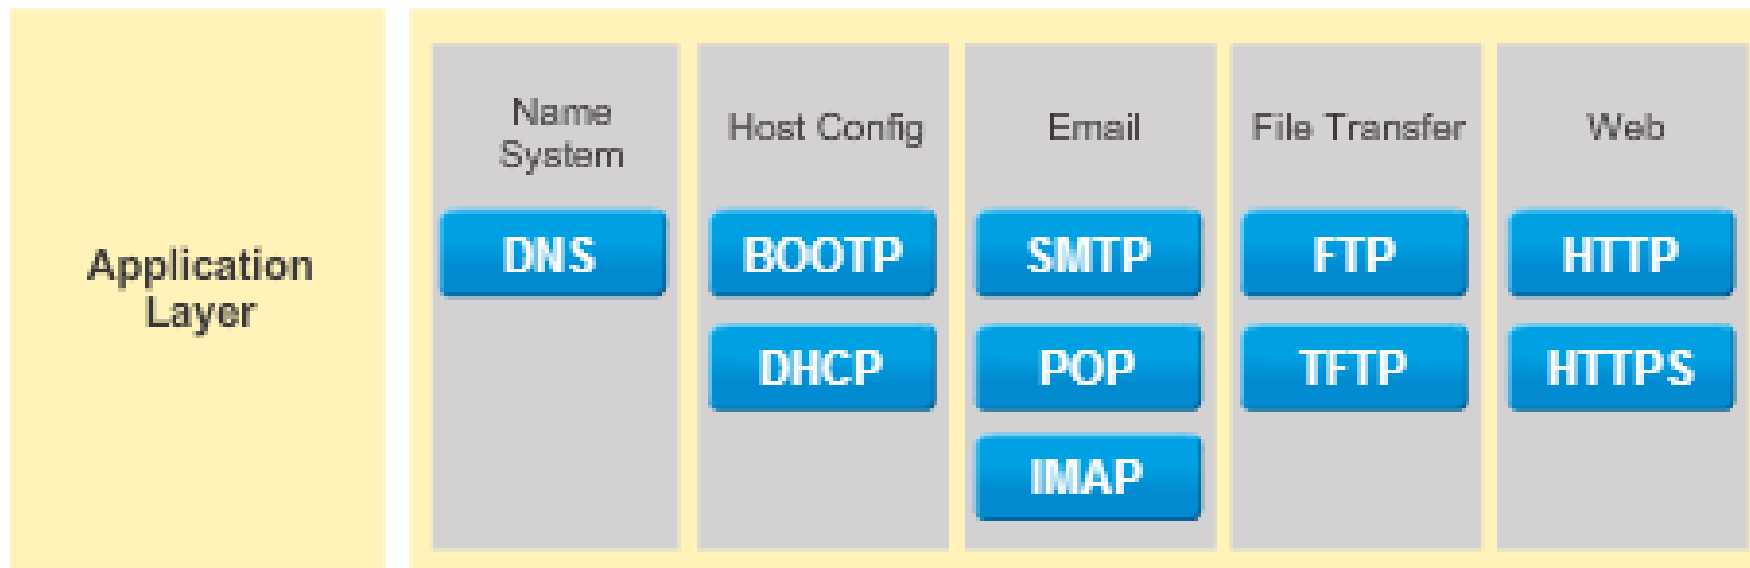 Application
Layer
Name
System
DNS
Host Config
BOOTP
DHCP
Email
SMTP
POP
IMAP
File Transfer
FTP
TFTP
Web
HTTP
HTTPS